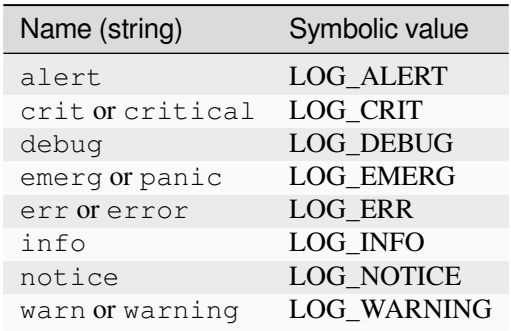 Name (string) Symbolic value
alert LOG_ALERT
crit or critical LOG_CRIT
debug LOG_DEBUG
emerg or panic LOG_EMERG
err or error LOG_ERR
info LOG_INFO
notice LOG_NOTICE
warn or warning LOG_WARNING